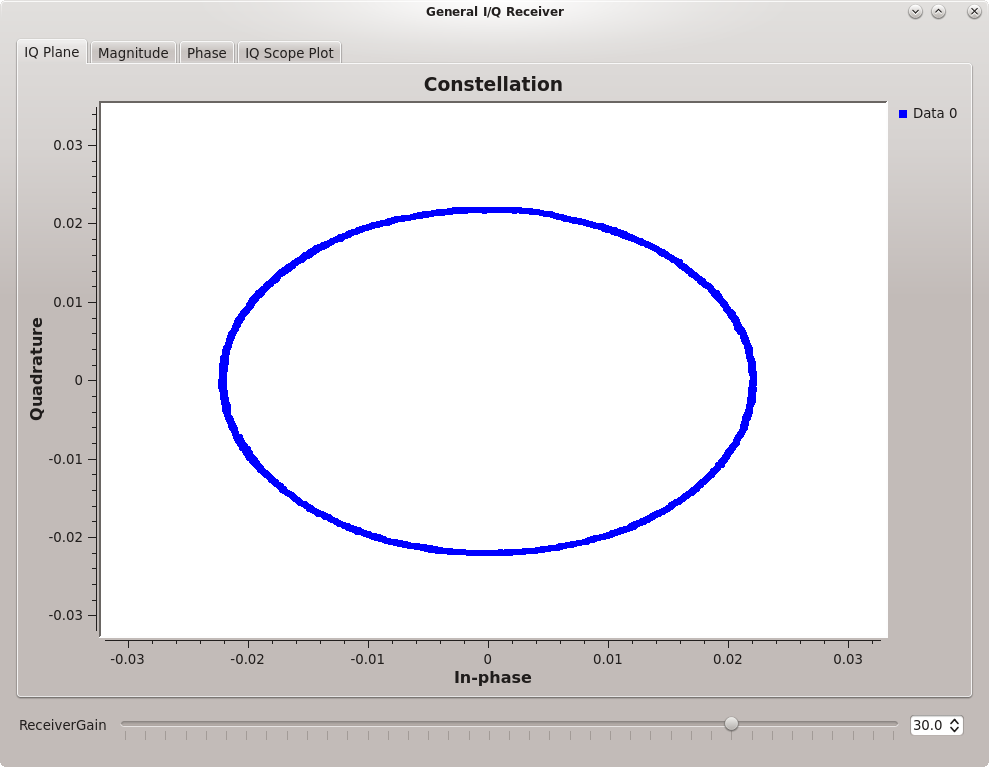 General I/Q Receiver
IQ Plane Magnitude Phase IQ Scope Plot
Constellation
Data 0
Quadrature
0.03
0.02
0.01
0
-0.01
-0.02
-0.03
-0.03 -0.02 -0.01 0 0.01 0.02 0.03
In-phase
ReceiverGain 30.0